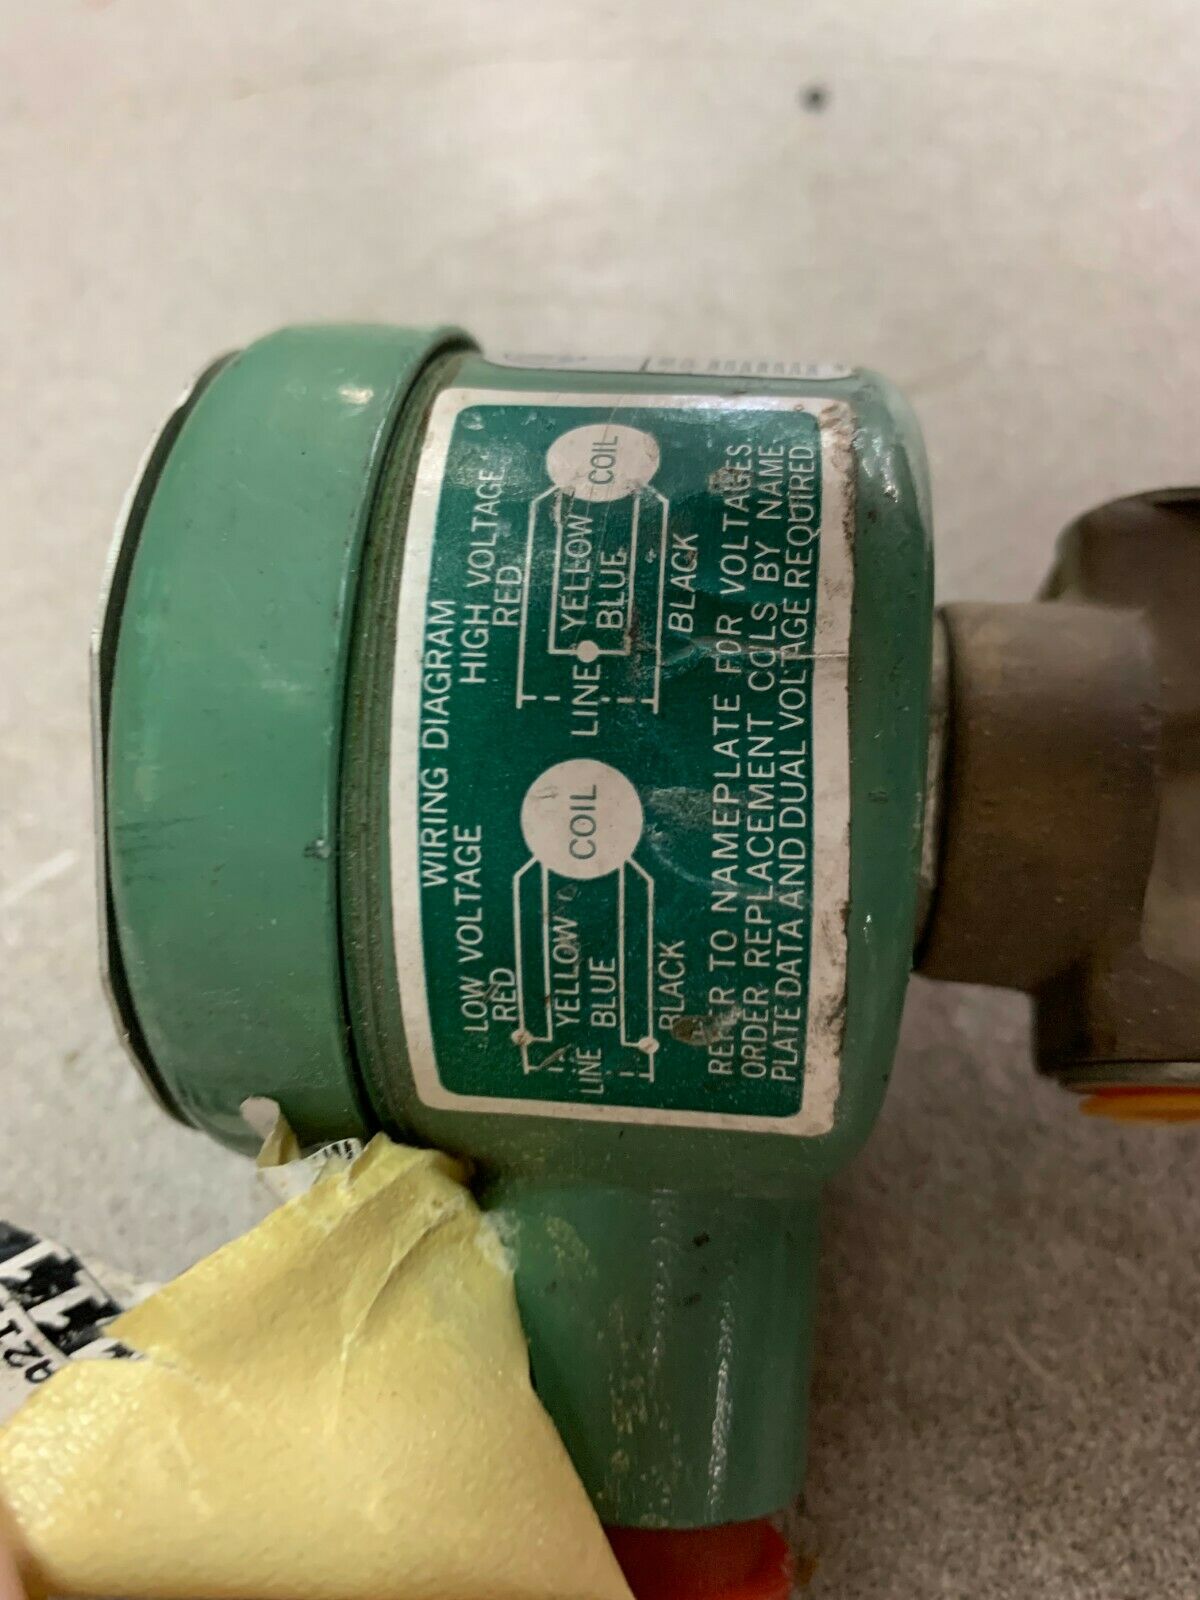 WIRING DIAGRAM
LOW VOLTAGE HIGH VOLTAGE
RED RED
YELLOW COIL YELLOW COIL
LINE LINE
BLUE BLUE
BLACK BLACK
REFER TO NAMEPLATE FOR VOLTAGES.
ORDER REPLACEMENT COILS BY NAME
PLATE DATA AND DUAL VOLTAGE REQUIRED